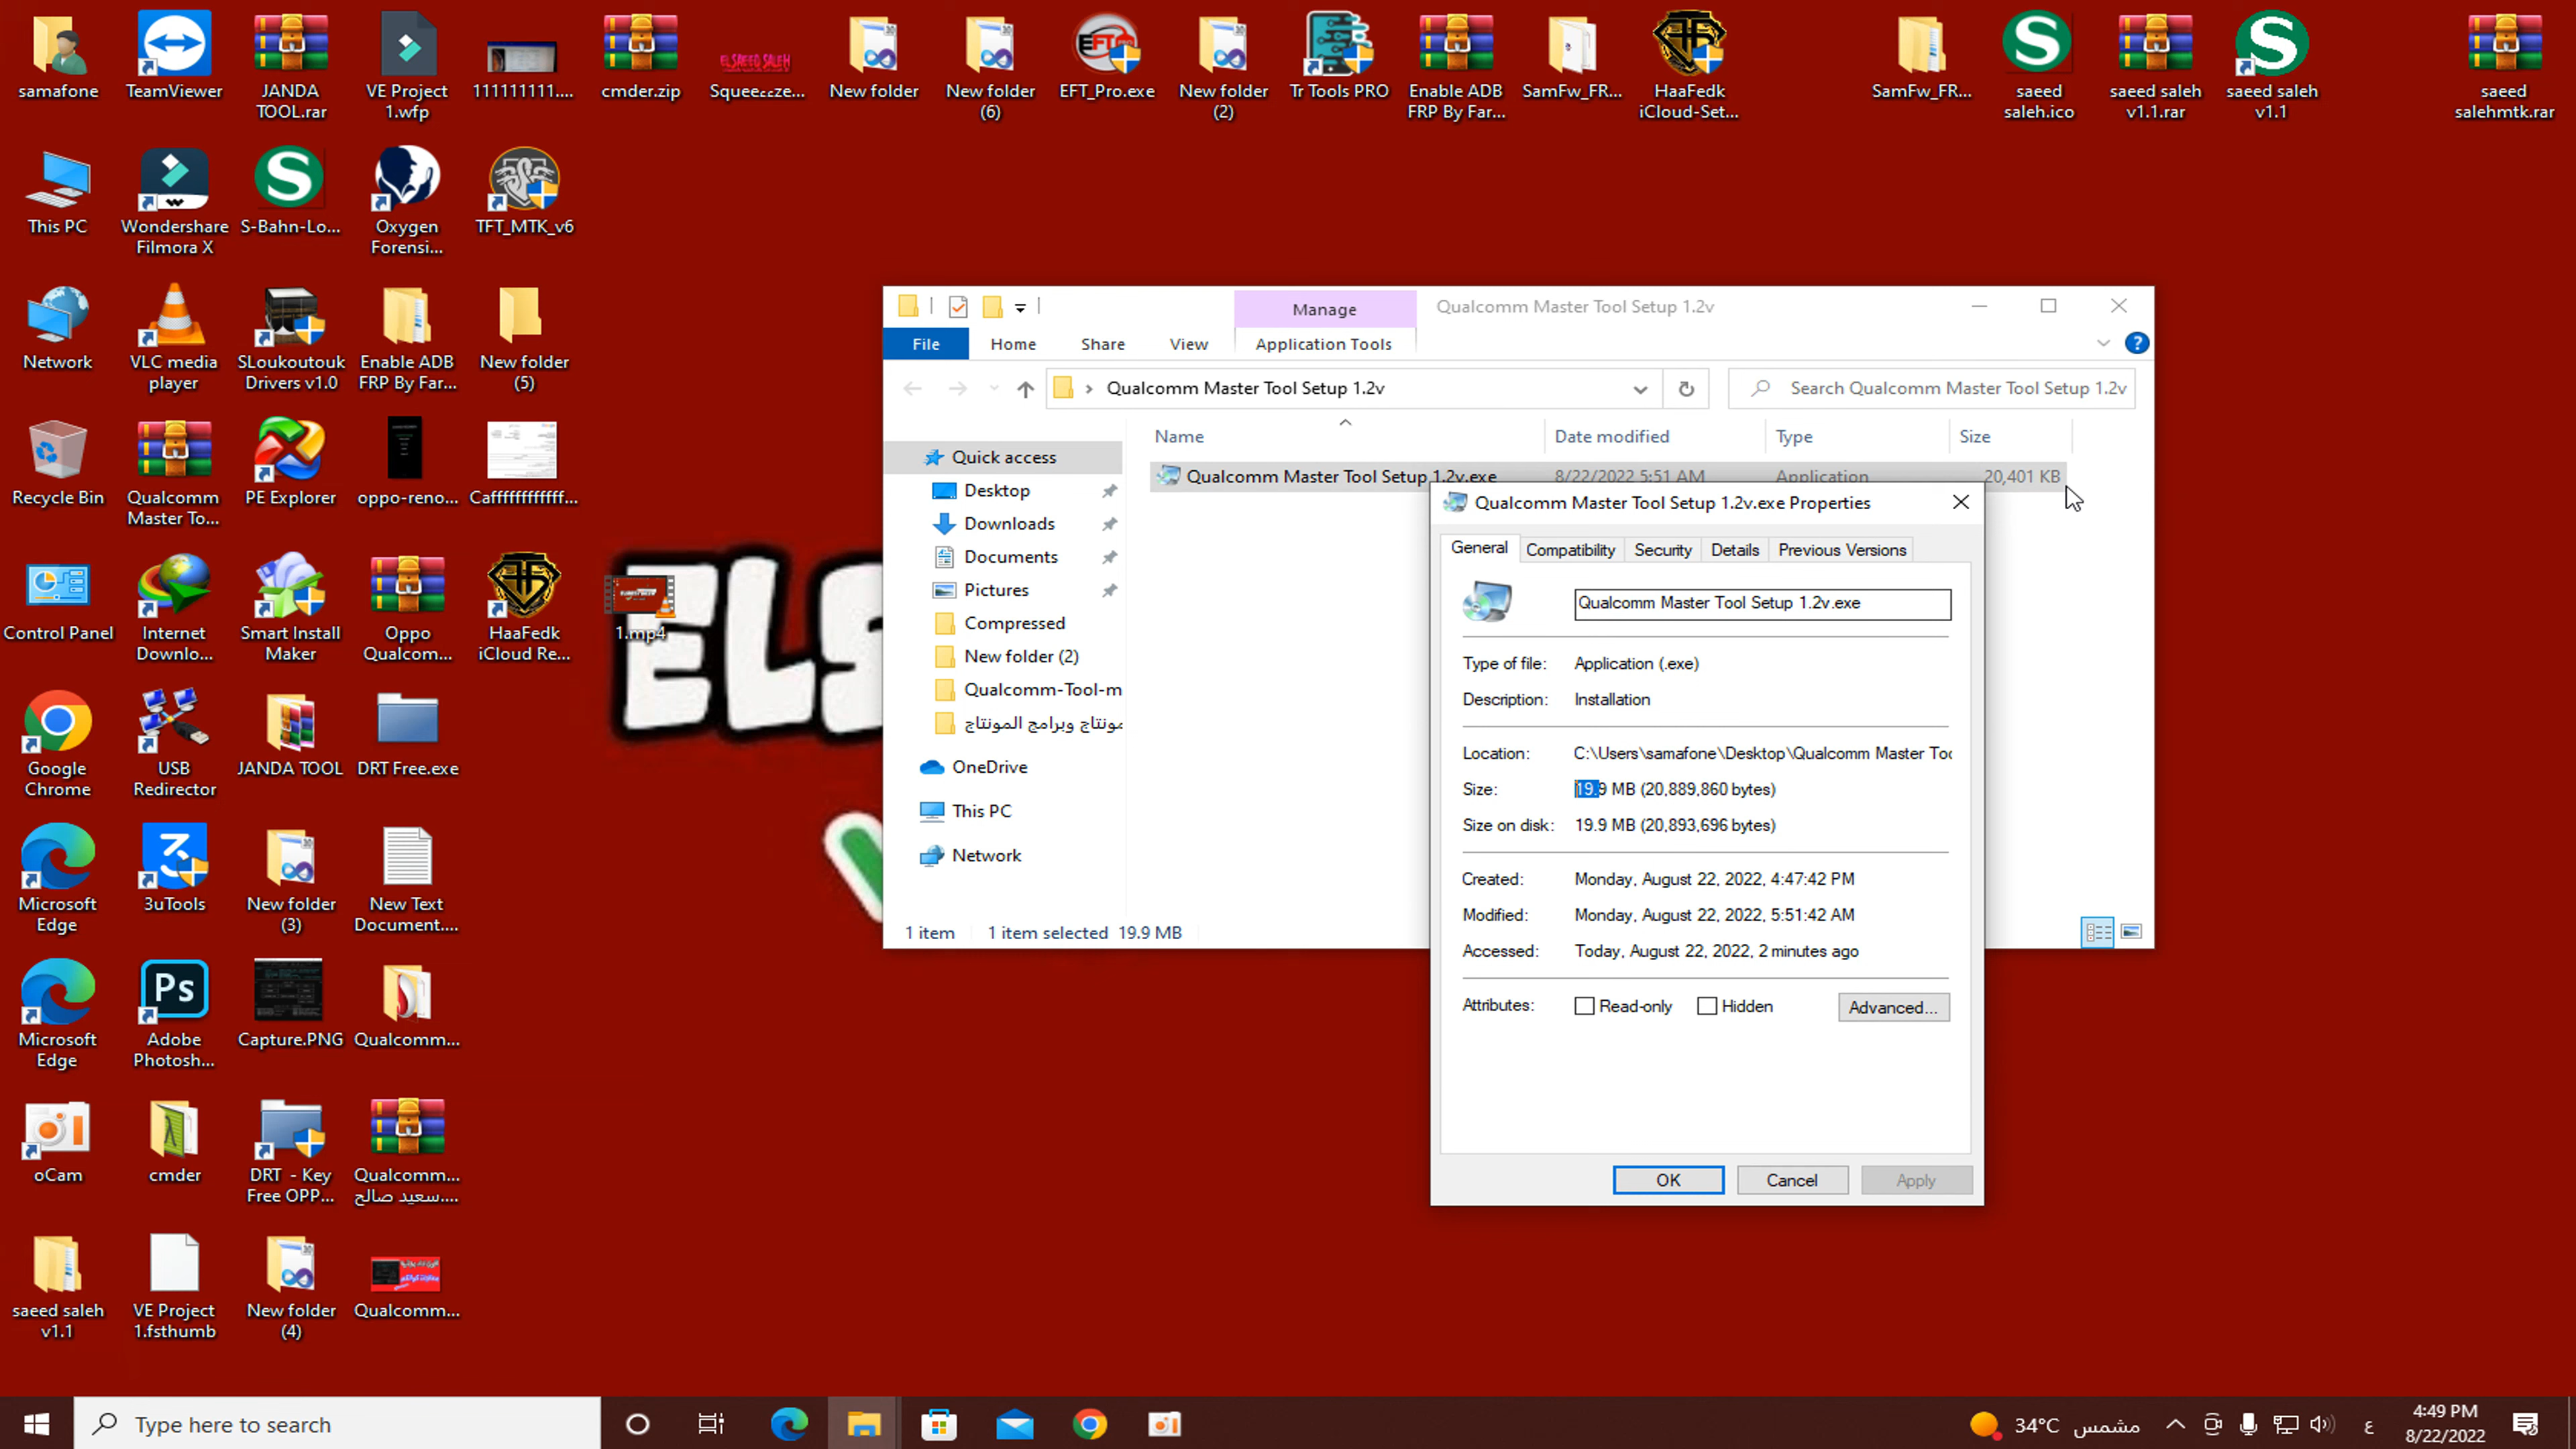 samafone
TeamViewer
JANDA
TOOL.rar
VE Project
1.wfp
111111111....
cmder.zip
ELSAEED SALEH
Squeeﻛﻛze...
New folder
New folder
(6)
EFT_Pro.exe
New folder
(2)
Tr Tools PRO
Enable ADB
FRP By Far...
SamFw_FR...
HaaFedk
iCloud-Set...
SamFw_FR...
saeed
saleh.ico
saeed saleh
v1.1.rar
saeed saleh
v1.1
saeed
salehmtk.rar
This PC
Wondershare
Filmora X
S-Bahn-Lo...
Oxygen
Forensi...
TFT_MTK_v6
Network
VLC media
player
SLoukoutouk
Drivers v1.0
Enable ADB
FRP By Far...
New folder
(5)
Recycle Bin
Qualcomm
Master To...
PE Explorer
oppo-reno...
Caffffffffffff...
Control Panel
Internet
Downlo...
Smart Install
Maker
Oppo
Qualcom...
HaaFedk
iCloud Re...
1.mp4
ELS
Google
Chrome
USB
Redirector
JANDA TOOL
DRT Free.exe
Microsoft
Edge
3uTools
New folder
(3)
New Text
Document....
Microsoft
Edge
Ps
Adobe
Photosh...
Capture.PNG
Qualcomm...
oCam
cmder
DRT - Key
Free OPP...
Qualcomm...
سعيد صالح....
saeed saleh
v1.1
VE Project
1.fsthumb
New folder
(4)
Qualcomm...
Manage
Qualcomm Master Tool Setup 1.2v
File
Home
Share
View
Application Tools
Qualcomm Master Tool Setup 1.2v
Search Qualcomm Master Tool Setup 1.2v
Name
Date modified
Type
Size
Qualcomm Master Tool Setup 1.2v.exe
8/22/2022 5:51 AM
Application
20,401 KB
Quick access
Desktop
Downloads
Documents
Pictures
Compressed
New folder (2)
Qualcomm-Tool-m
مونتاج وبرامج المونتاج
OneDrive
This PC
Network
1 item
1 item selected 19.9 MB
Qualcomm Master Tool Setup 1.2v.exe Properties
General
Compatibility
Security
Details
Previous Versions
Qualcomm Master Tool Setup 1.2v.exe
Type of file: Application (.exe)
Description: Installation
Location: C:\Users\samafone\Desktop\Qualcomm Master Too
Size: 19.9 MB (20,889,860 bytes)
Size on disk: 19.9 MB (20,893,696 bytes)
Created: Monday, August 22, 2022, 4:47:42 PM
Modified: Monday, August 22, 2022, 5:51:42 AM
Accessed: Today, August 22, 2022, 2 minutes ago
Attributes: Read-only Hidden Advanced...
OK
Cancel
Apply
Type here to search
34°C مشمس
ع
4:49 PM
8/22/2022